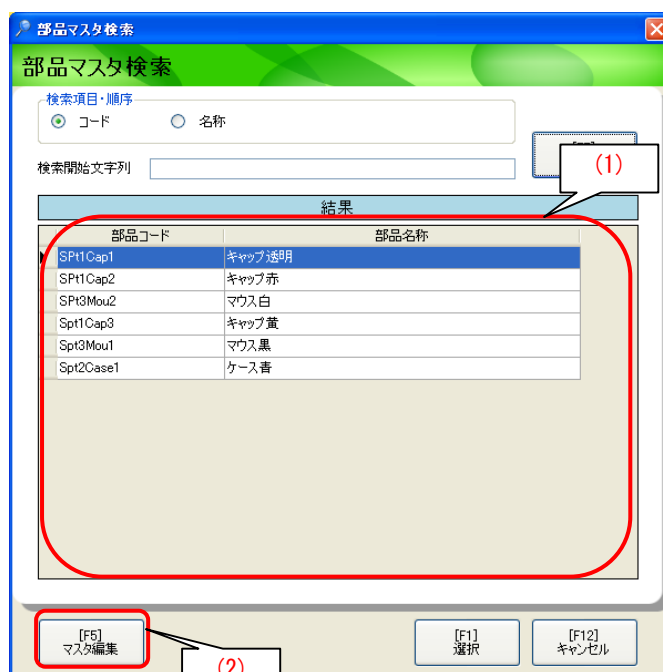 部品マスタ検索
部品マスタ検索
検索項目・順序
コード 名称
検索開始文字列
(1)
結果
部品コード 部品名称
SPt1Cap1 キャップ透明
SPt1Cap2 キャップ赤
SPt3Mou2 マウス白
Spt1Cap3 キャップ黄
Spt3Mou1 マウス黒
Spt2Case1 ケース青
[F5] [F1] [F12]
マスタ編集 選択 キャンセル
(2)